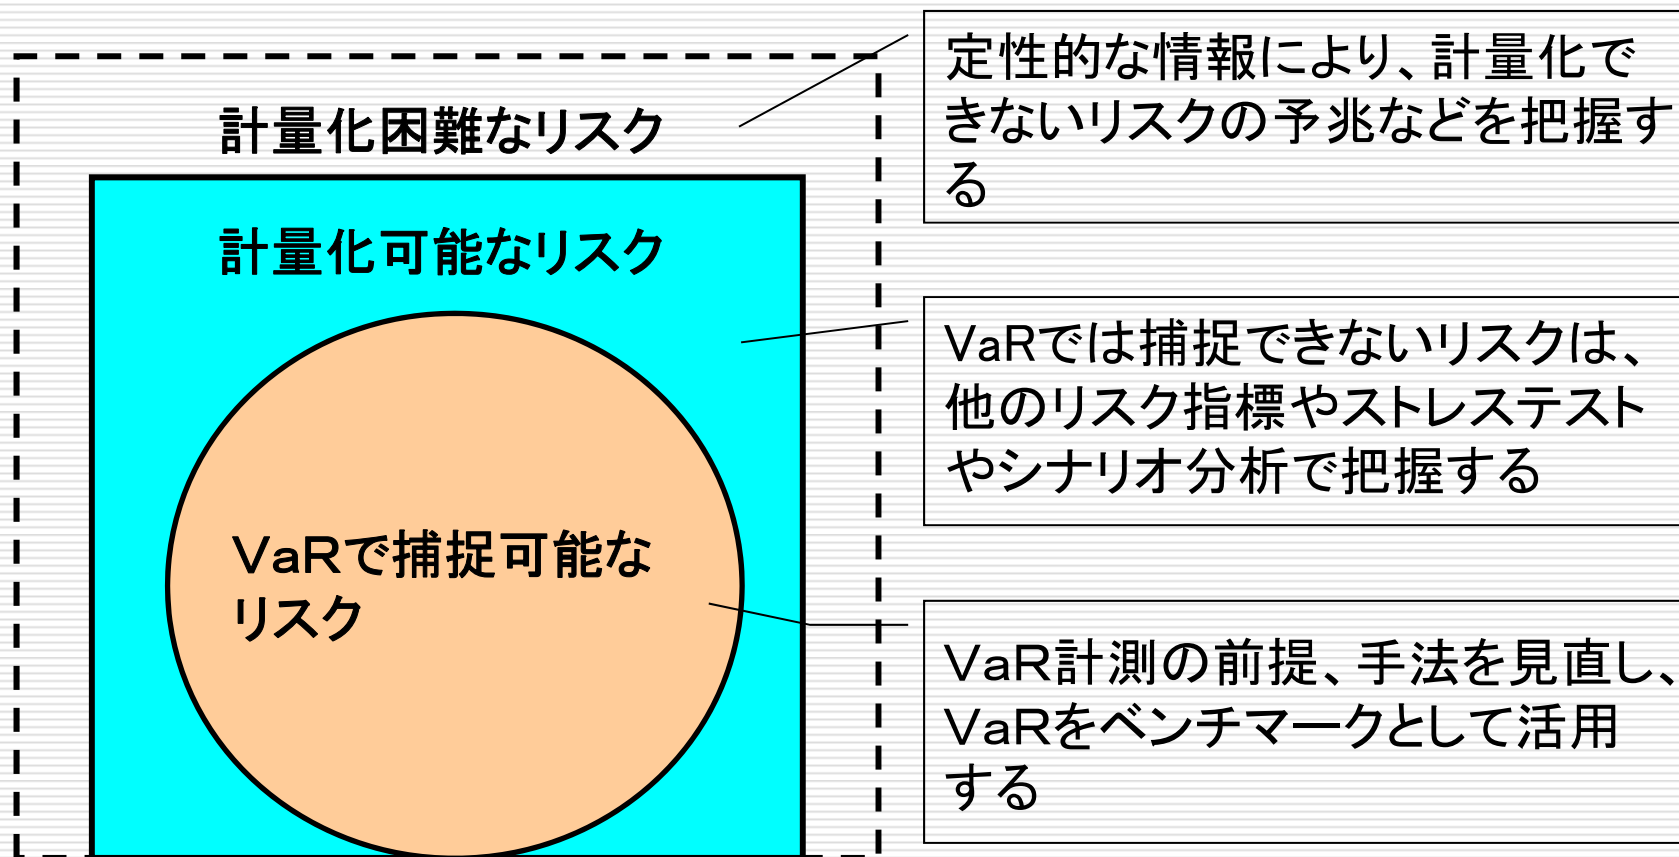 計量化困難なリスク
計量化可能なリスク
VaRで捕捉可能な
リスク
定性的な情報により、計量化で
きないリスクの予兆などを把握す
る
VaRでは捕捉できないリスクは、
他のリスク指標やストレステスト
やシナリオ分析で把握する
VaR計測の前提、手法を見直し、
VaRをベンチマークとして活用
する